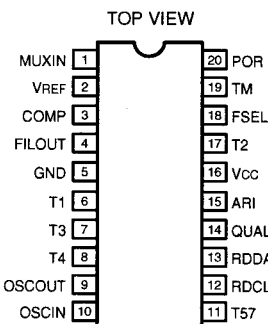 TOP VIEW
MUXIN 1 20 POR
VREF 2 19 TM
COMP 3 18 FSEL
FILOUT 4 17 T2
GND 5 16 VCC
T1 6 15 ARI
T3 7 14 QUAL
T4 8 13 RDDA
OSCOUT 9 12 RDCL
OSCIN 10 11 T57